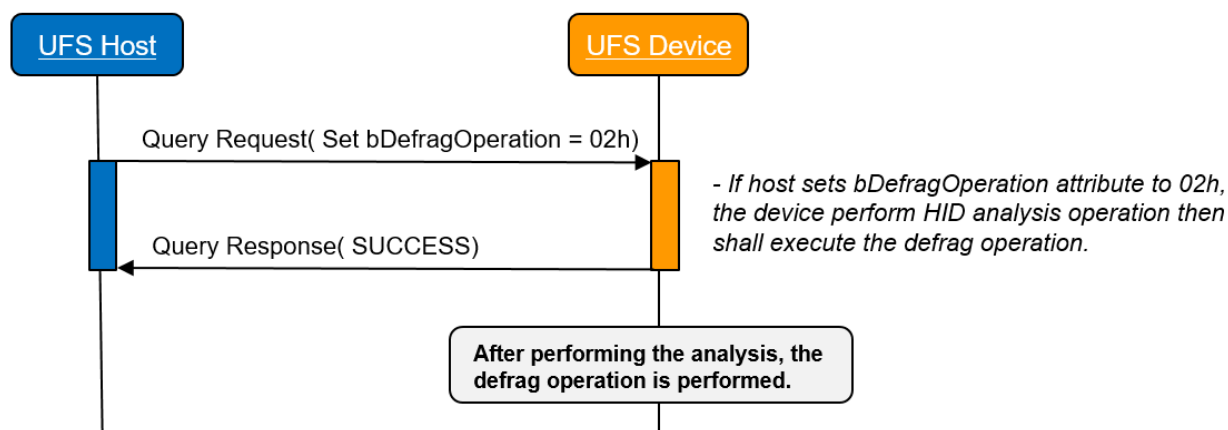 UFS Host
UFS Device
Query Request( Set bDefragOperation = 02h)
- If host sets bDefragOperation attribute to 02h,
the device perform HID analysis operation then
shall execute the defrag operation.
Query Response( SUCCESS)
After performing the analysis, the
defrag operation is performed.